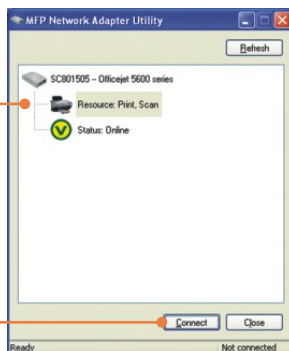 MFP Network Adapter Utility
Refresh
SC801505 -- Officejet 5600 series
Resource: Print, Scan
Status: Online
Connect
Close
Ready
Not connected